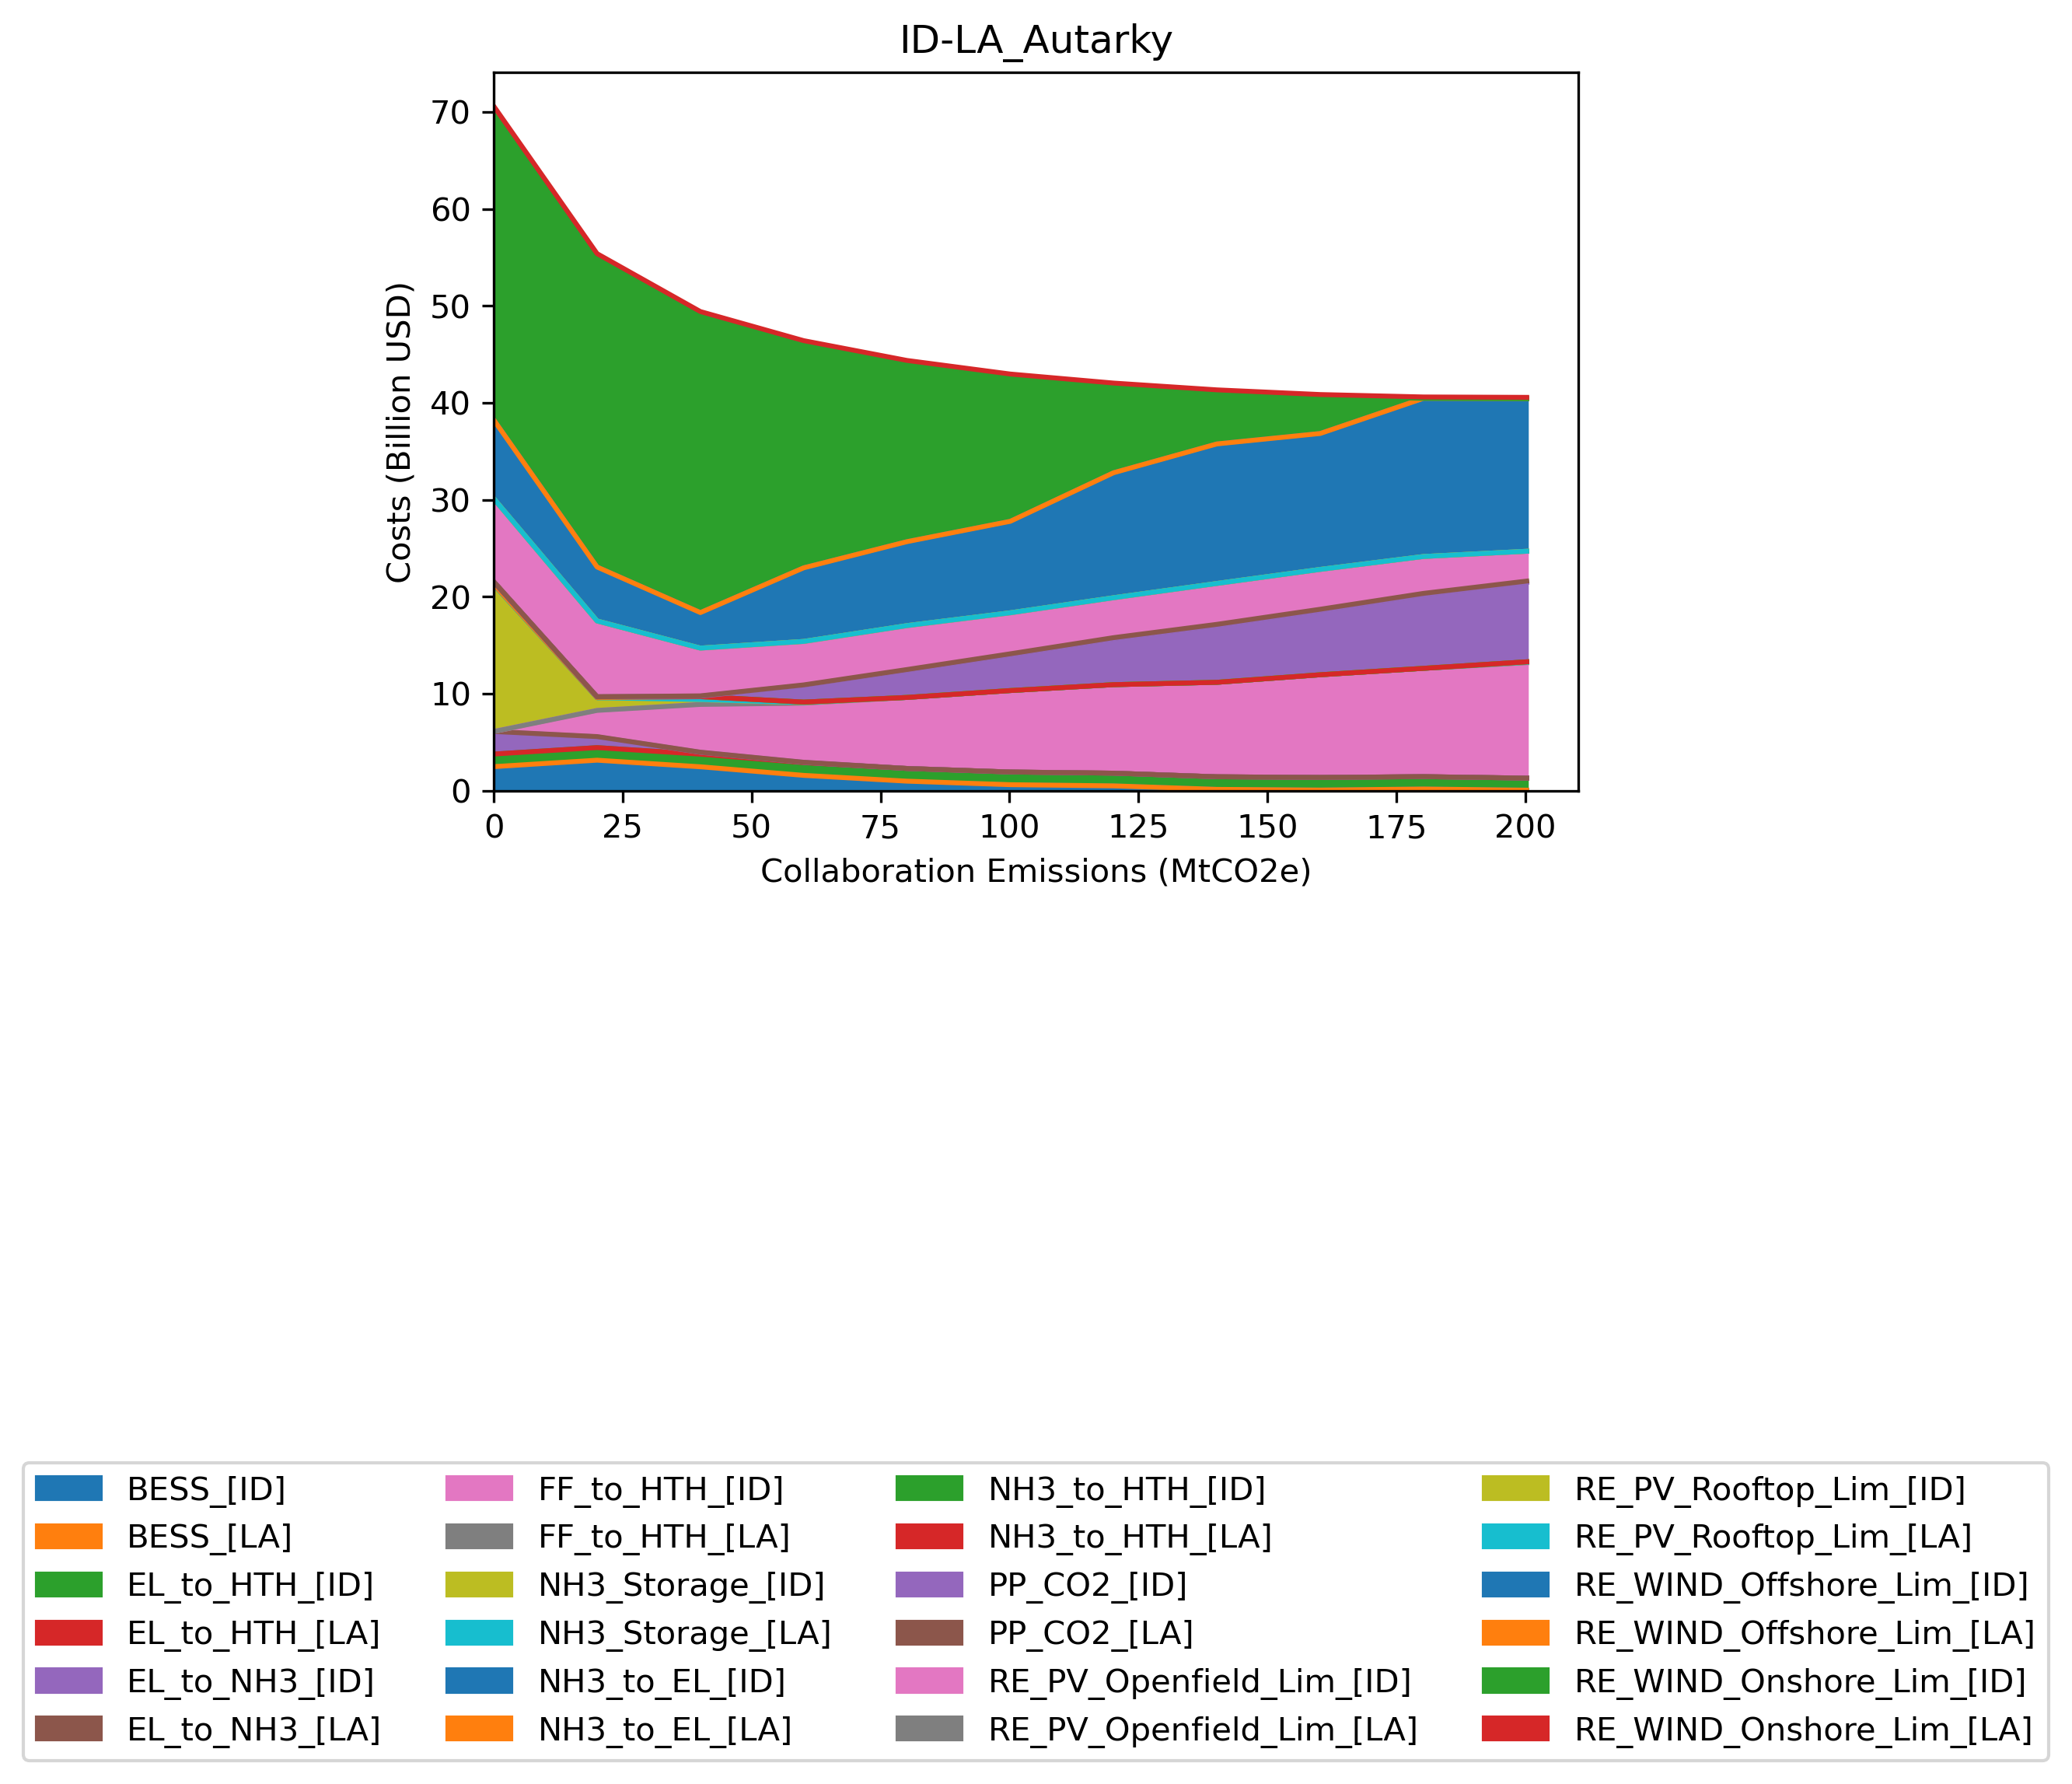 ID-LA_Autarky
70
60
50
40
30
20
10
0
Costs (Billion USD)
0 25 50 75 100 125 150 175 200
Collaboration Emissions (MtCO2e)
BESS_[ID] FF_to_HTH_[ID] NH3_to_HTH_[ID] RE_PV_Rooftop_Lim_[ID]
BESS_[LA] FF_to_HTH_[LA] NH3_to_HTH_[LA] RE_PV_Rooftop_Lim_[LA]
EL_to_HTH_[ID] NH3_Storage_[ID] PP_CO2_[ID] RE_WIND_Offshore_Lim_[ID]
EL_to_HTH_[LA] NH3_Storage_[LA] PP_CO2_[LA] RE_WIND_Offshore_Lim_[LA]
EL_to_NH3_[ID] NH3_to_EL_[ID] RE_PV_Openfield_Lim_[ID] RE_WIND_Onshore_Lim_[ID]
EL_to_NH3_[LA] NH3_to_EL_[LA] RE_PV_Openfield_Lim_[LA] RE_WIND_Onshore_Lim_[LA]